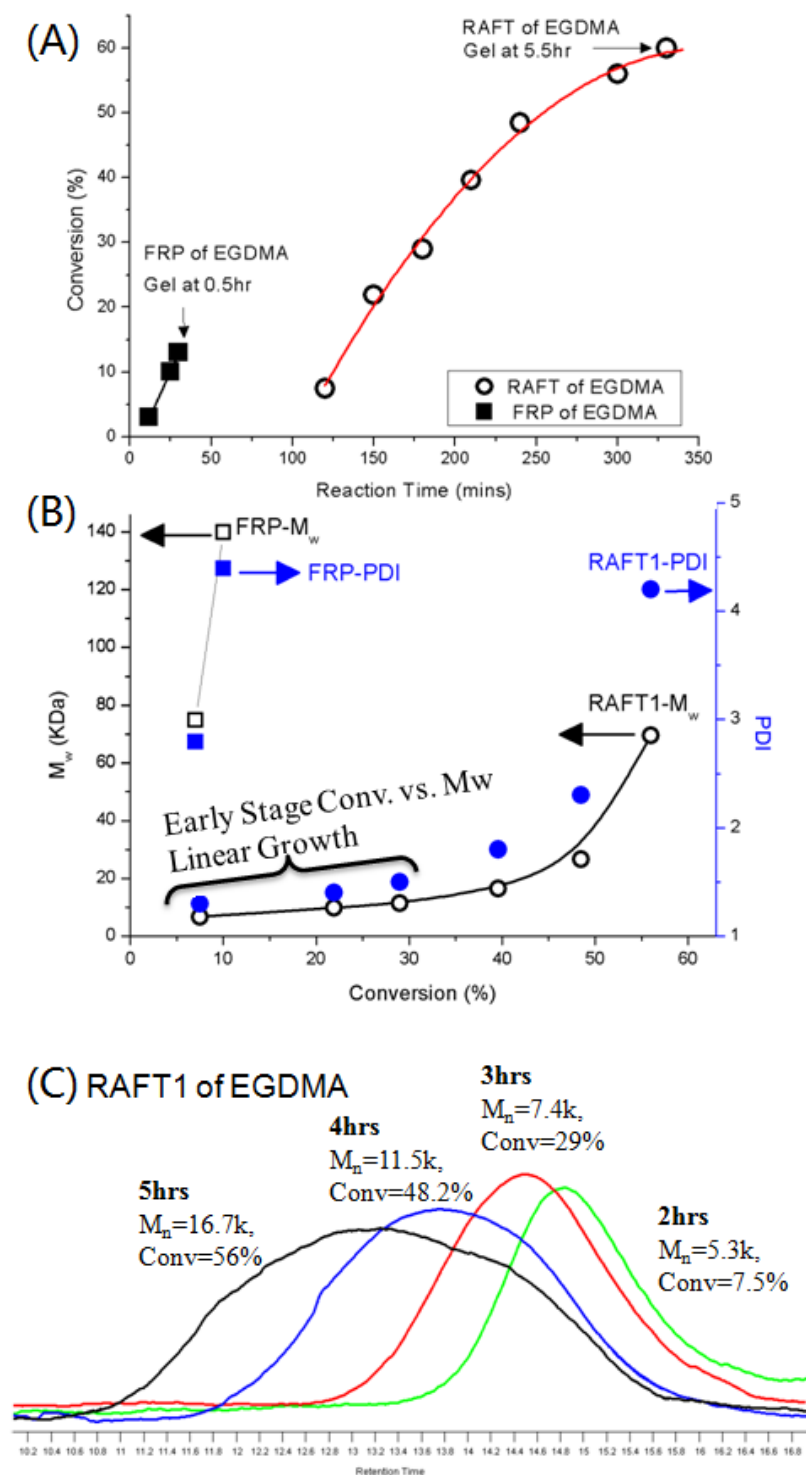 (A)
RAFT of EGDMA
Gel at 5.5hr
FRP of EGDMA
Gel at 0.5hr
RAFT of EGDMA
FRP of EGDMA
Conversion (%)
60
50
40
30
20
10
0
0 50 100 150 200 250 300 350
Reaction Time (mins)
(B)
FRP-Mw
FRP-PDI
RAFT1-PDI
RAFT1-Mw
Early Stage Conv. vs. Mw
Linear Growth
Mw (KDa)
140
120
100
80
60
40
20
0
PDI
5
4
3
2
1
0 10 20 30 40 50 60
Conversion (%)
(C) RAFT1 of EGDMA
3hrs
Mn=7.4k,
Conv=29%
4hrs
Mn=11.5k,
Conv=48.2%
5hrs
Mn=16.7k,
Conv=56%
2hrs
Mn=5.3k,
Conv=7.5%
10.2 10.4 10.6 10.8 11 11.2 11.4 11.6 11.8 12 12.2 12.4 12.6 12.8 13 13.2 13.4 13.6 13.8 14 14.2 14.4 14.6 14.8 15 15.2 15.4 15.6 15.8 16 16.2 16.4 16.6 16.8
Retention Time